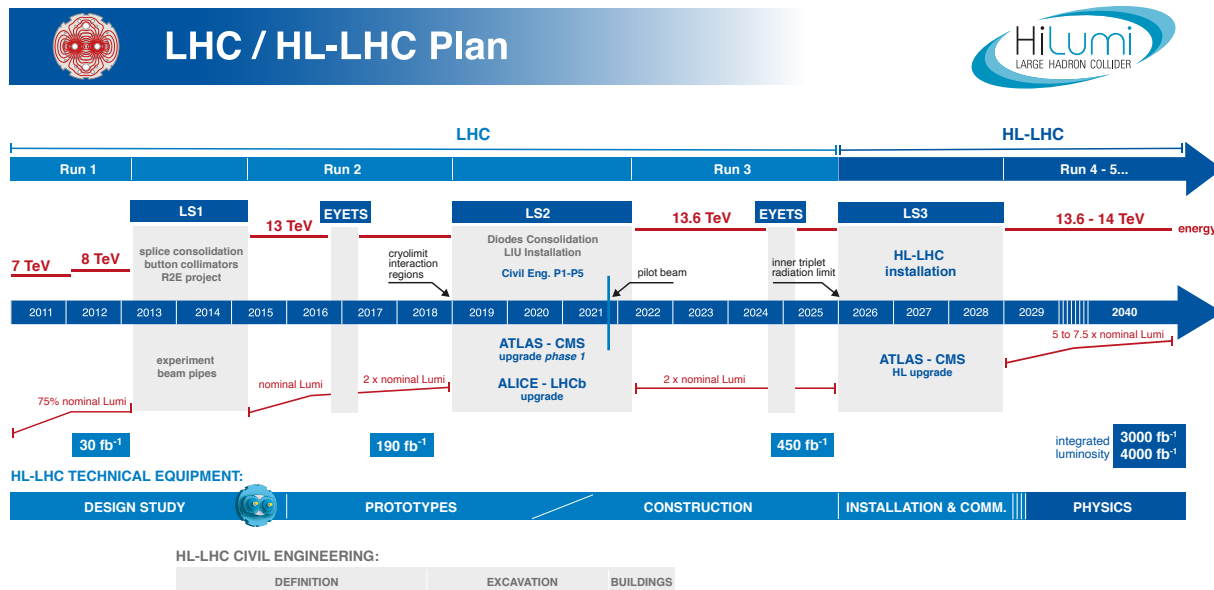 LHC / HL-LHC Plan
HiLumi
LARGE HADRON COLLIDER
LHC
HL-LHC
Run 1
Run 2
Run 3
Run 4 - 5...
LS1
EYETS
LS2
EYETS
LS3
13 TeV
13.6 TeV
13.6 - 14 TeV
energy
7 TeV
8 TeV
splice consolidation
button collimators
R2E project
cryolimit
interaction
regions
Diodes Consolidation
LIU Installation
Civil Eng. P1-P5
pilot beam
inner triplet
radiation limit
HL-LHC
installation
2011
2012
2013
2014
2015
2016
2017
2018
2019
2020
2021
2022
2023
2024
2025
2026
2027
2028
2029
2040
experiment
beam pipes
ATLAS - CMS
upgrade phase 1
ALICE - LHCb
upgrade
ATLAS - CMS
HL upgrade
5 to 7.5 x nominal Lumi
75% nominal Lumi
nominal Lumi
2 x nominal Lumi
2 x nominal Lumi
30 fb⁻¹
190 fb⁻¹
450 fb⁻¹
integrated
luminosity
3000 fb⁻¹
4000 fb⁻¹
HL-LHC TECHNICAL EQUIPMENT:
DESIGN STUDY
PROTOTYPES
CONSTRUCTION
INSTALLATION & COMM.
PHYSICS
HL-LHC CIVIL ENGINEERING:
DEFINITION
EXCAVATION
BUILDINGS